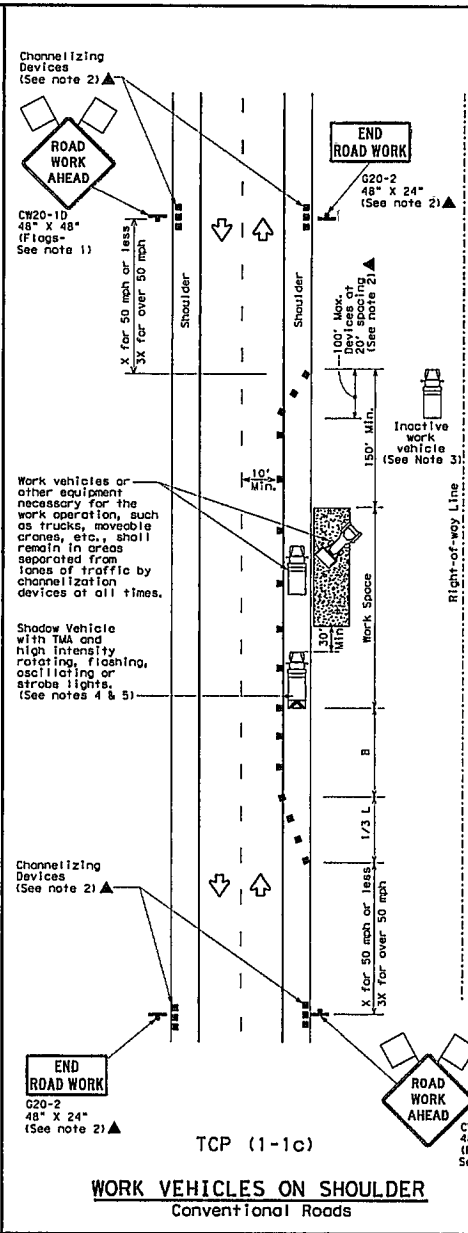 Channelizing
Devices
(See note 2) ▲
ROAD
WORK
AHEAD
CW20-1D
48" X 48"
(Flags-
See note 1)
X for 50 mph or less
3X for over 50 mph
Shoulder
Shoulder
END
ROAD WORK
G20-2
48" X 24"
(See note 2) ▲
100' Max.
Devices at
20' spacing
(See note 2) ▲
150' Min.
Inactive
work
vehicle
(See Note 3)
Right-of-way Line
10'
Min.
Work vehicles or
other equipment
necessary for the
work operation, such
as trucks, moveable
cranes, etc., shall
remain in areas
separated from
lanes of traffic by
channelization
devices at all times.
Work Space
30'
Min
Shadow Vehicle
with TMA and
high intensity
rotating, flashing,
oscillating or
strobe lights.
(See notes 4 & 5)
B
1/3 L
X for 50 mph or less
3X for over 50 mph
Channelizing
Devices
(See note 2) ▲
END
ROAD WORK
G20-2
48" X 24"
(See note 2) ▲
ROAD
WORK
AHEAD
TCP (1-1c)
WORK VEHICLES ON SHOULDER
Conventional Roads